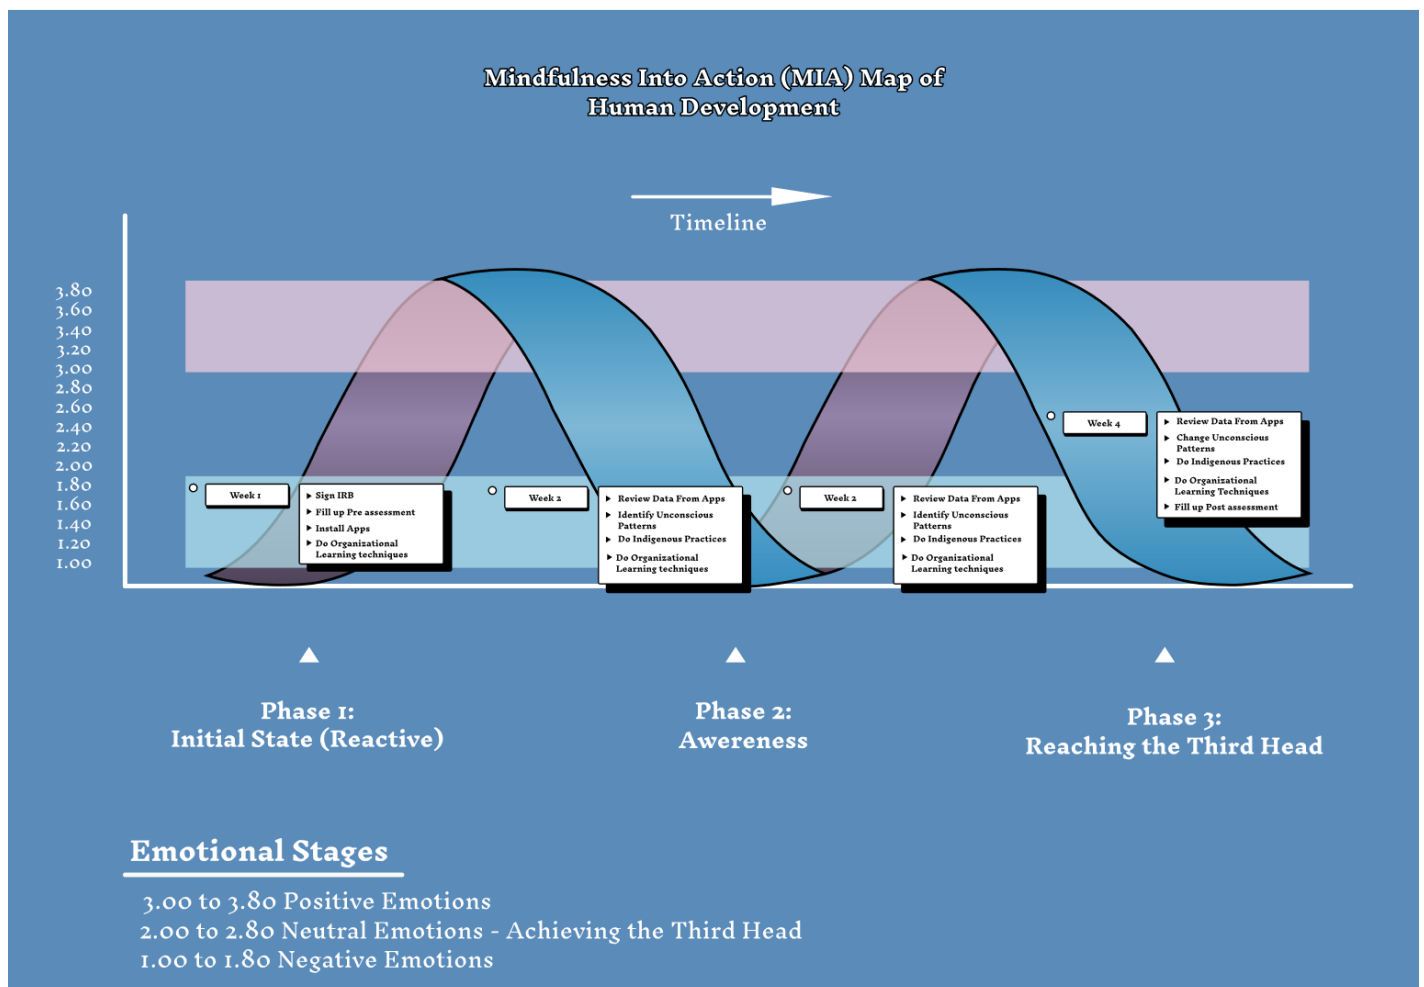 Mindfulness Into Action (MIA) Map of
Human Development
Timeline
3.80
3.60
3.40
3.20
3.00
2.80
2.60
2.40
2.20
2.00
1.80
1.60
1.40
1.20
1.00
Week 1
Sign IRB
Fill up Pre assessment
Install Apps
Do Organizational
Learning techniques
Week 2
Review Data From Apps
Identify Unconscious
Patterns
Do Indigenous Practices
Do Organizational
Learning techniques
Week 2
Review Data From Apps
Identify Unconscious
Patterns
Do Indigenous Practices
Do Organizational
Learning techniques
Week 4
Review Data From Apps
Change Unconscious
Patterns
Do Indigenous Practices
Do Organizational
Learning Techniques
Fill up Post assessment
Phase 1:
Initial State (Reactive)
Phase 2:
Awereness
Phase 3:
Reaching the Third Head
Emotional Stages
3.00 to 3.80 Positive Emotions
2.00 to 2.80 Neutral Emotions - Achieving the Third Head
1.00 to 1.80 Negative Emotions